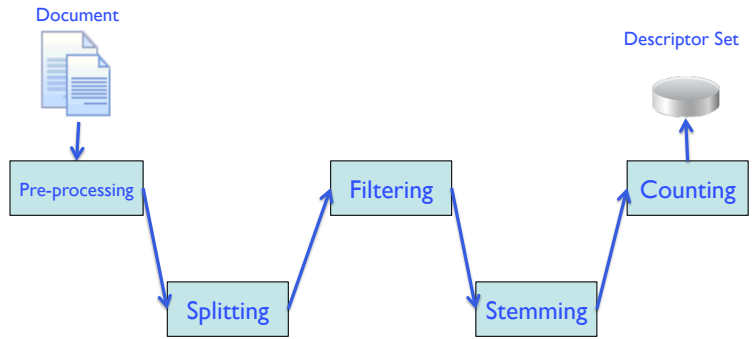 Document
Descriptor Set
Pre-processing
Splitting
Filtering
Stemming
Counting